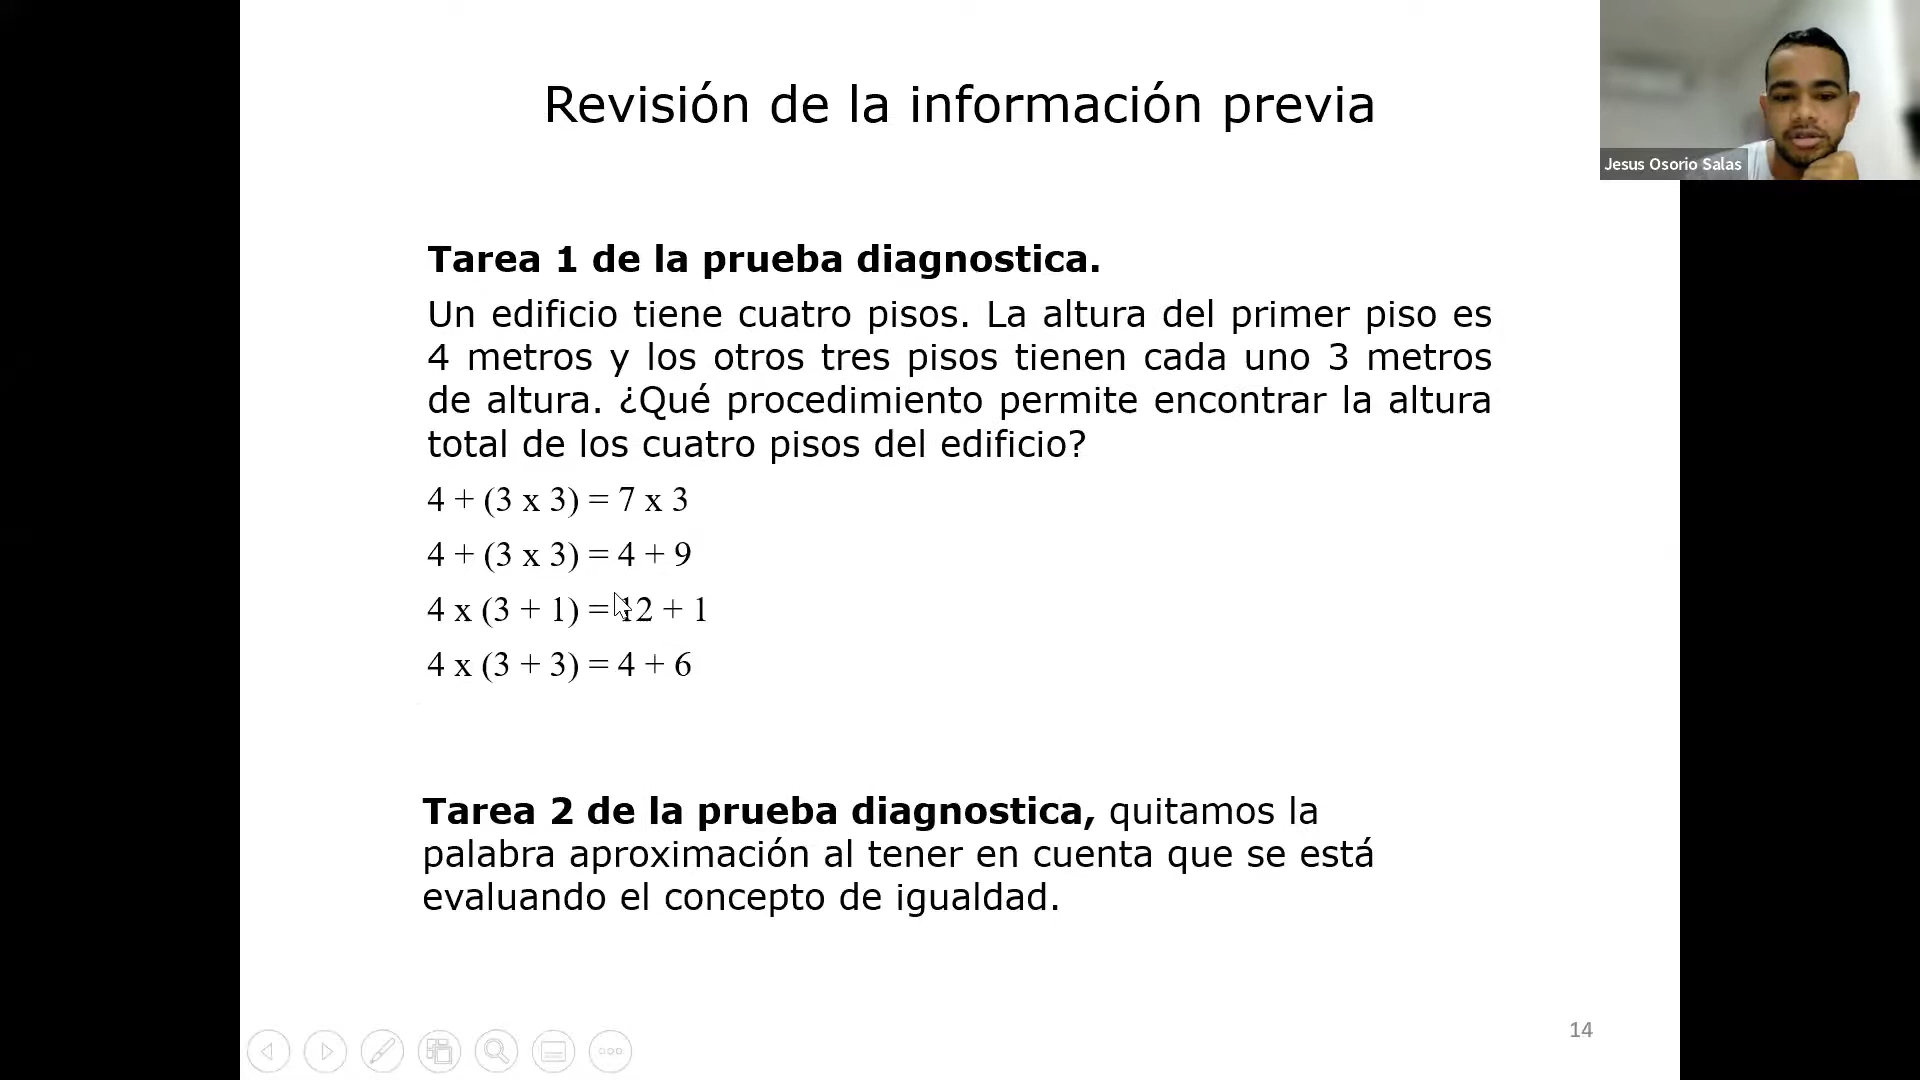 Revisión de la información previa
Jesus Osorio Salas
Tarea 1 de la prueba diagnostica.
Un edificio tiene cuatro pisos. La altura del primer piso es
4 metros y los otros tres pisos tienen cada uno 3 metros
de altura. ¿Qué procedimiento permite encontrar la altura
total de los cuatro pisos del edificio?
4 + (3 x 3) = 7 x 3
4 + (3 x 3) = 4 + 9
4 x (3 + 1) = 12 + 1
4 x (3 + 3) = 4 + 6
Tarea 2 de la prueba diagnostica, quitamos la
palabra aproximación al tener en cuenta que se está
evaluando el concepto de igualdad.
14